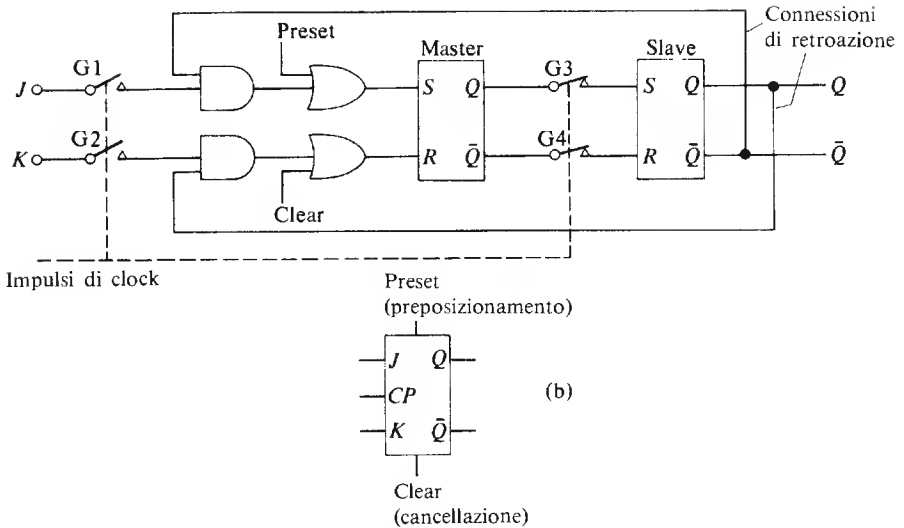 Preset
Connessioni
di retroazione
Master
Slave
G1
G3
J
S
Q
S
Q
Q
G2
G4
K
R
Q̄
R
Q̄
Q̄
Clear
Impulsi di clock
Preset
(preposizionamento)
J
Q
CP
(b)
K
Q̄
Clear
(cancellazione)